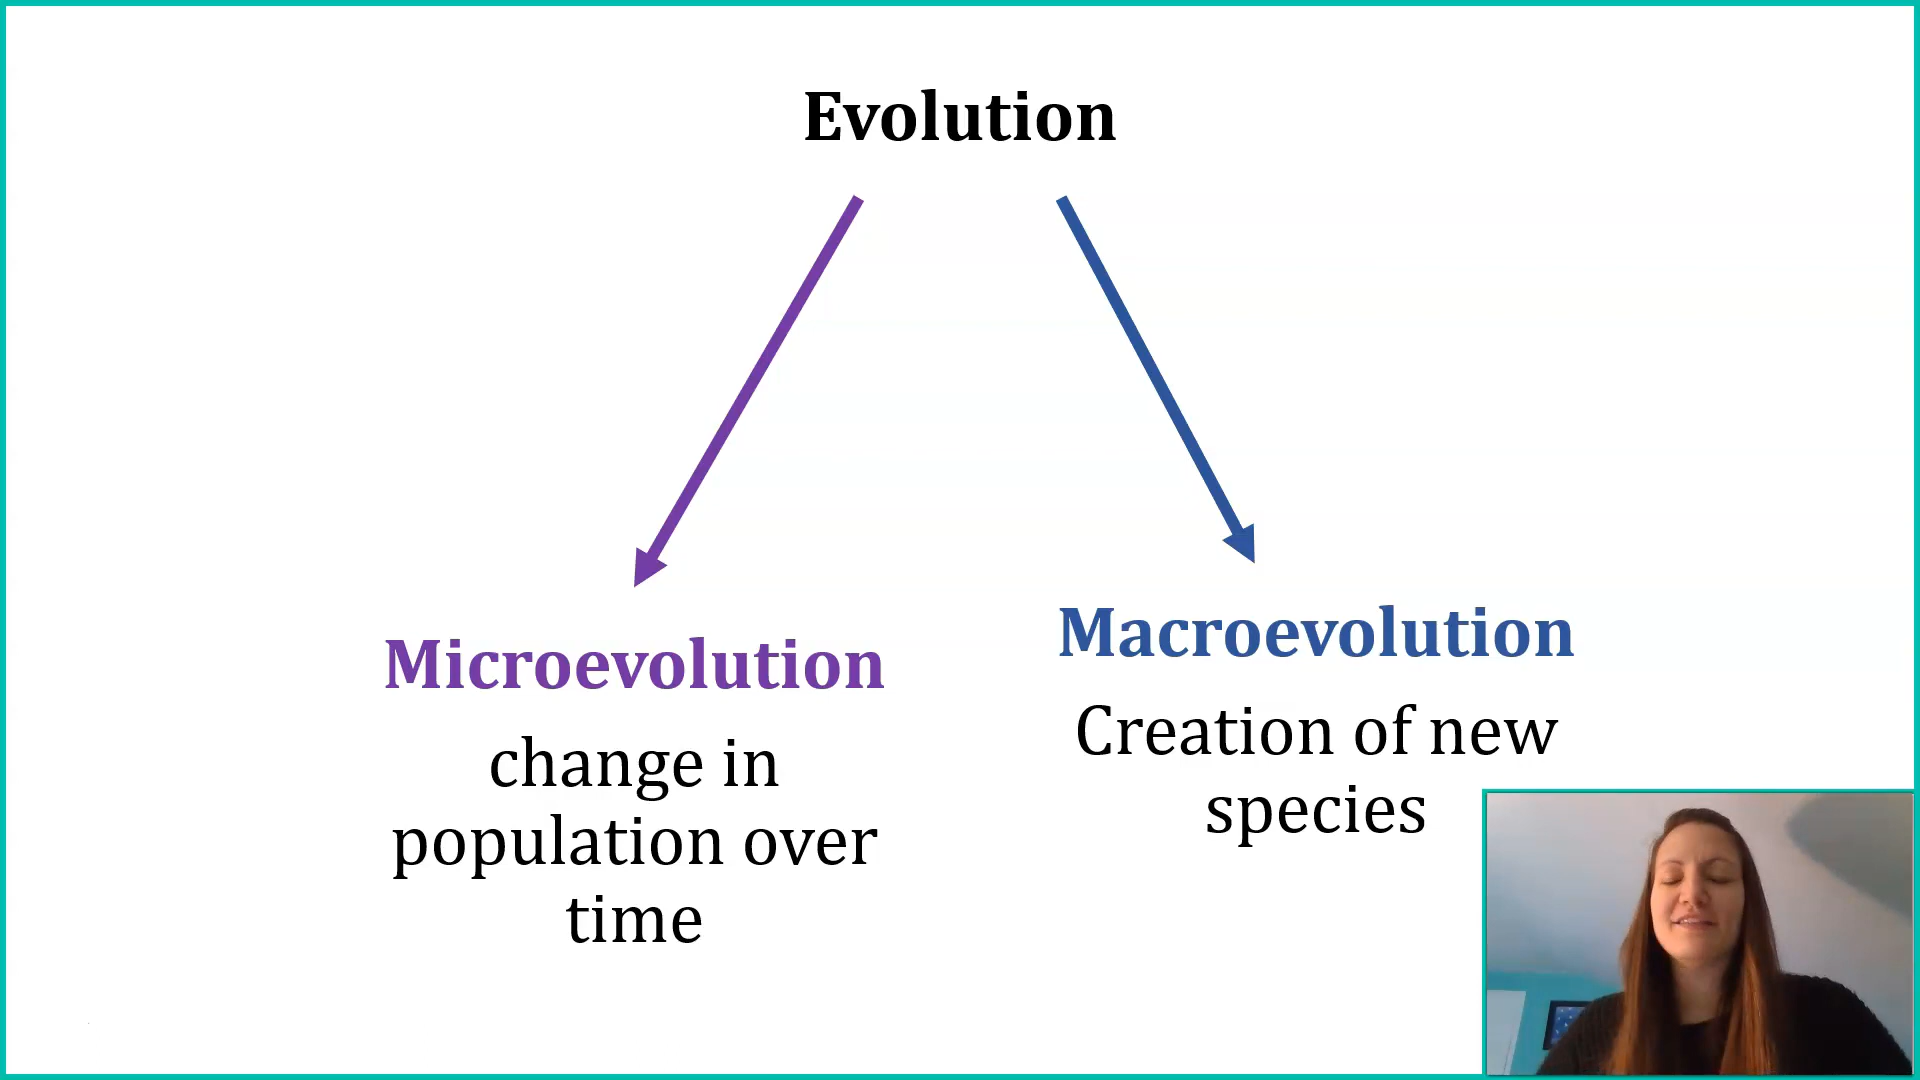 Evolution
Microevolution
change in
population over
time
Macroevolution
Creation of new
species